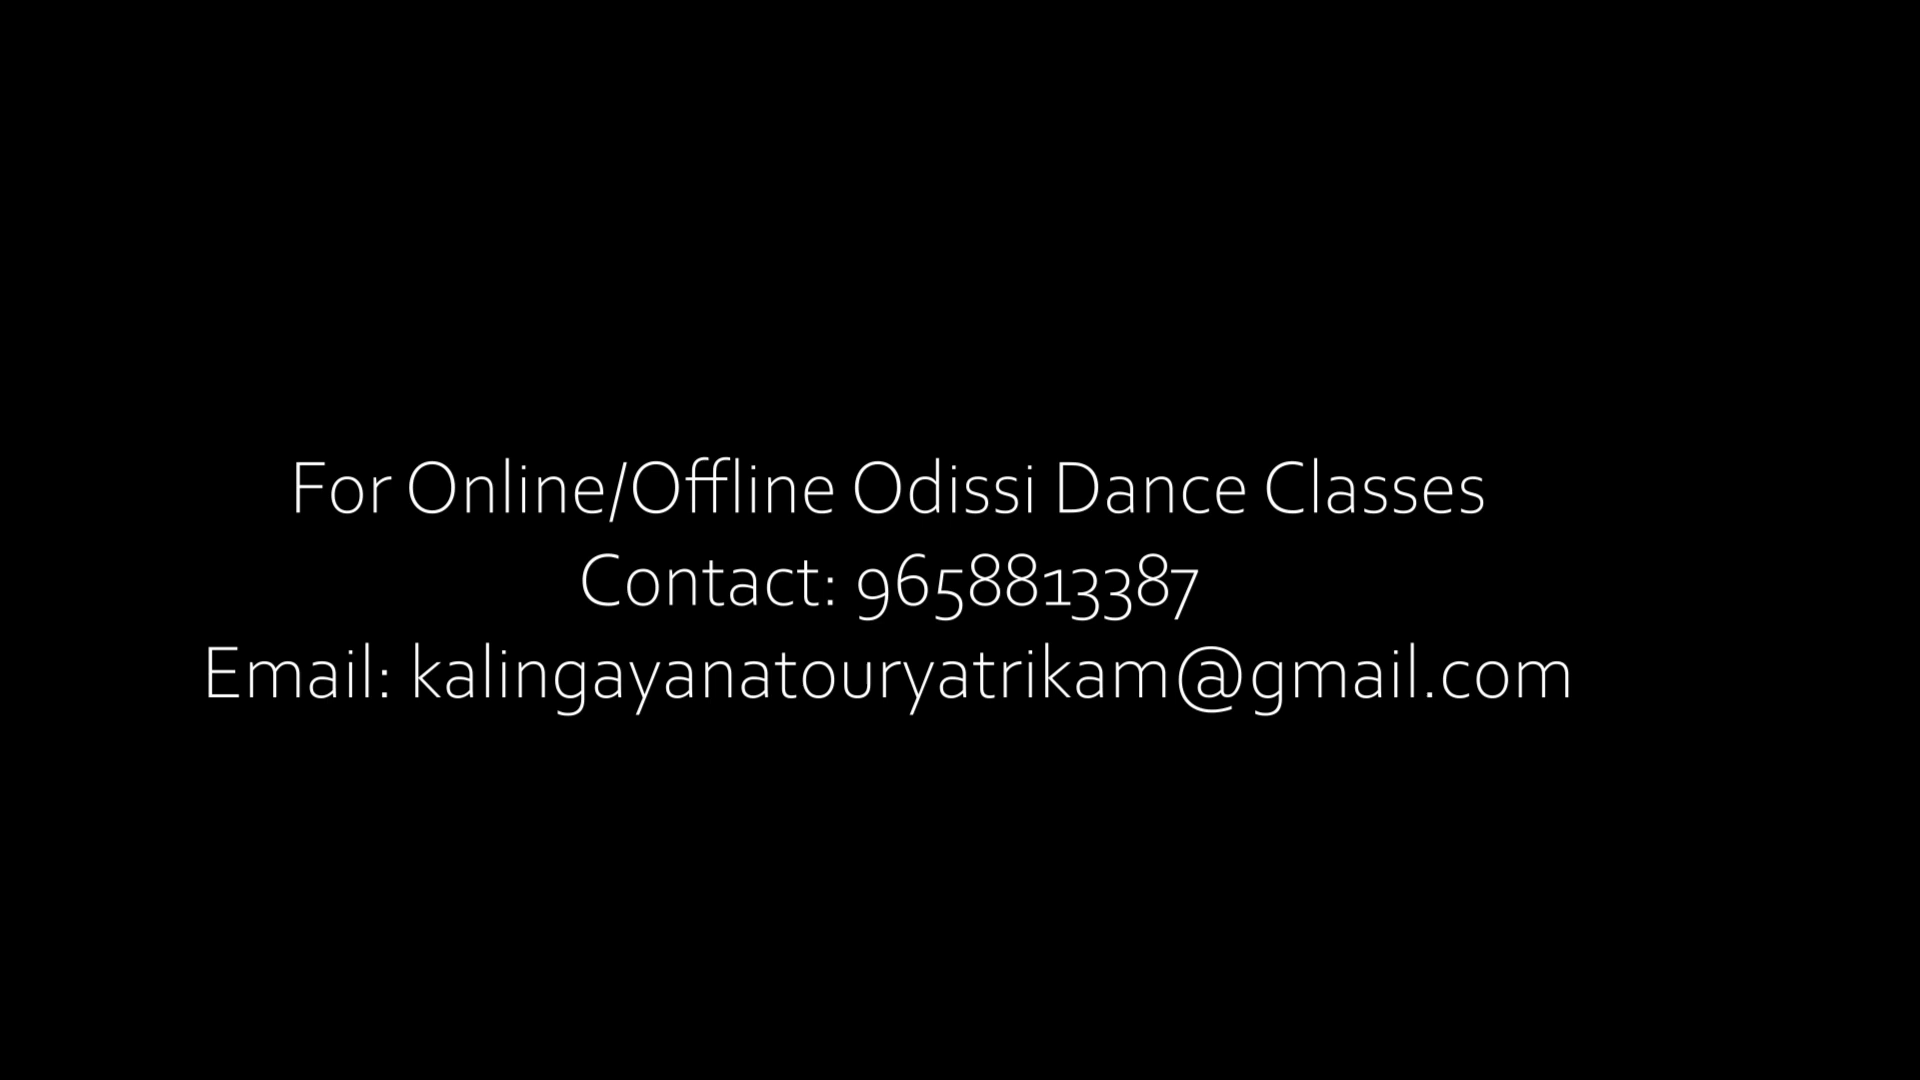 For Online/Offline Odissi Dance Classes
Contact: 9658813387
Email: kalingayanatouryatrikam@gmail.com